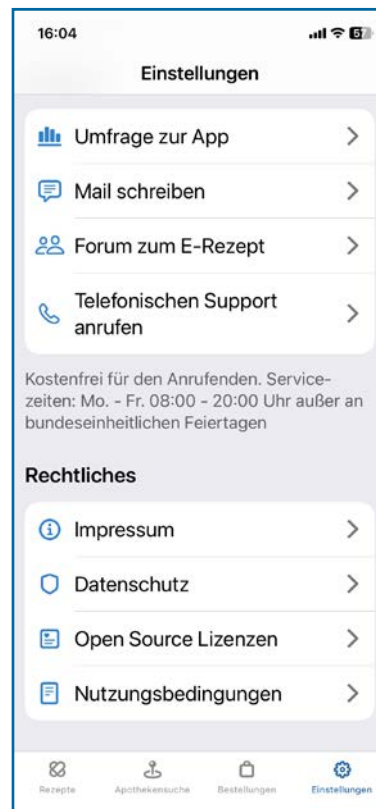 16:04
57
Einstellungen
Umfrage zur App
Mail schreiben
Forum zum E-Rezept
Telefonischen Support
anrufen
Kostenfrei für den Anrufenden. Service-
zeiten: Mo. - Fr. 08:00 - 20:00 Uhr außer an
bundeseinheitlichen Feiertagen
Rechtliches
Impressum
Datenschutz
Open Source Lizenzen
Nutzungsbedingungen
Rezepte Apothekensuche Bestellungen Einstellungen